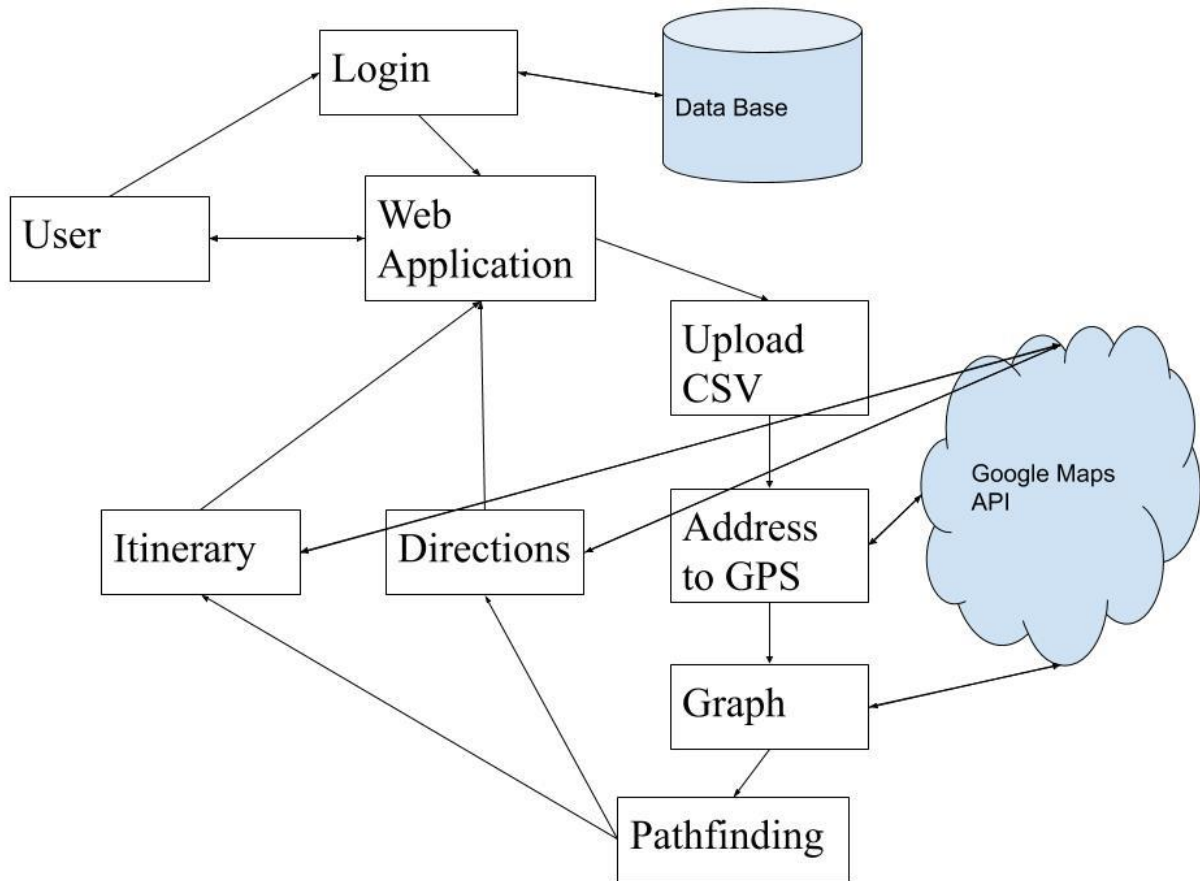 Login
Data Base
User
Web
Application
Upload
CSV
Google Maps
API
Itinerary
Directions
Address
to GPS
Graph
Pathfinding